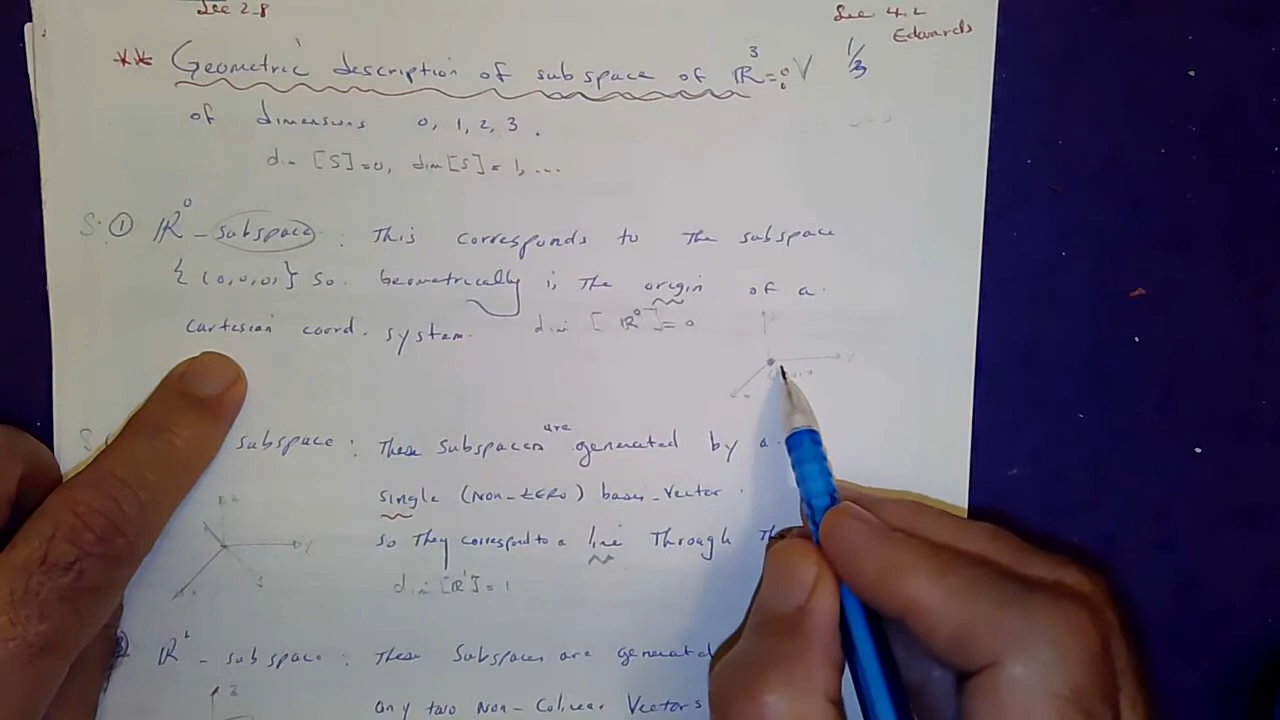 Sec 2-8
Sec 4.2
Edwards
** Geometric description of subspace of ℝ³ = V 1/3
of dimensions 0, 1, 2, 3.
dim [S]=0, dim[S]=1, ...
S: ① ℝ⁰ - subspace : This corresponds to the subspace
{(0,0,0)} so Geometrically is the origin of a
Cartesian coord. system. dim [ℝ⁰]=0
subspace : These subspaces are generated by a
single (Non-ZERO) basis-vector.
so they correspond to a line Through
dim [ℝ¹]=1
y
ℝ² - subspace : These subspaces are generated
z
any two non-colinear vectors